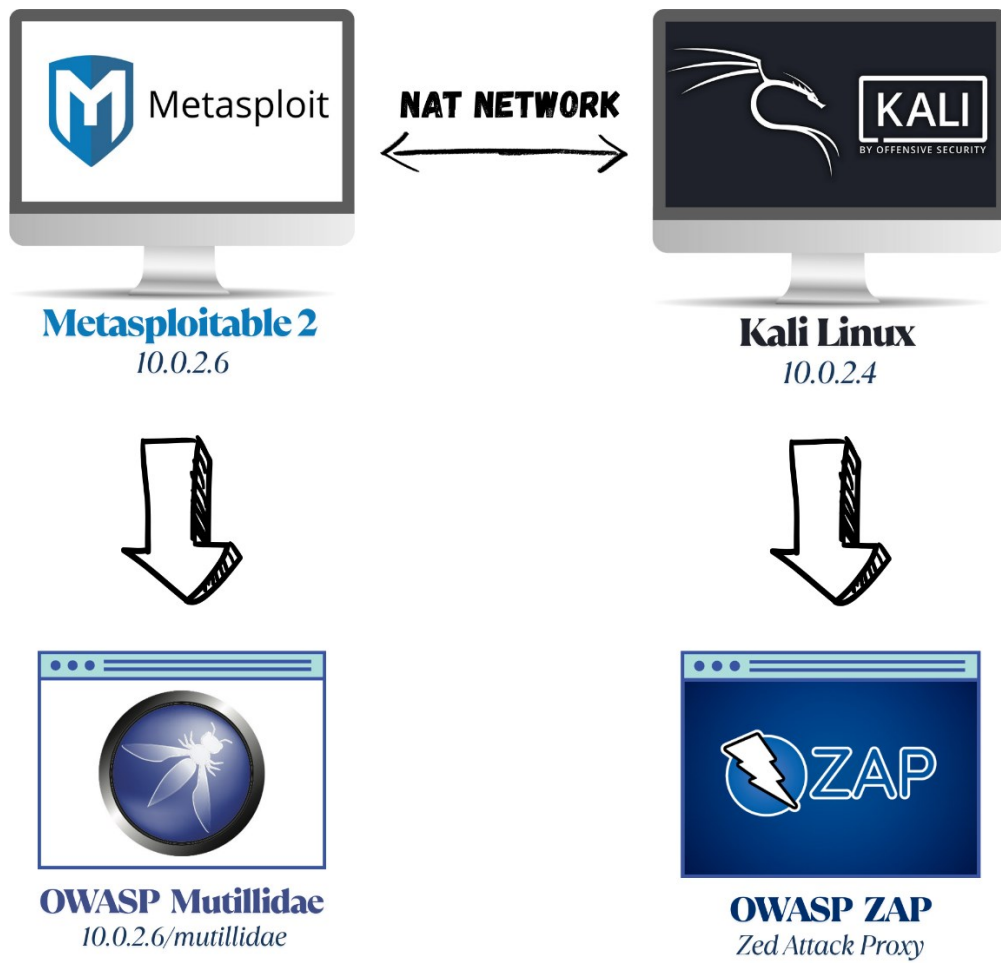 Metasploit
NAT NETWORK
KALI
BY OFFENSIVE SECURITY
Metasploitable 2
10.0.2.6
Kali Linux
10.0.2.4
OWASP Mutillidae
10.0.2.6/mutillidae
ZAP
OWASP ZAP
Zed Attack Proxy